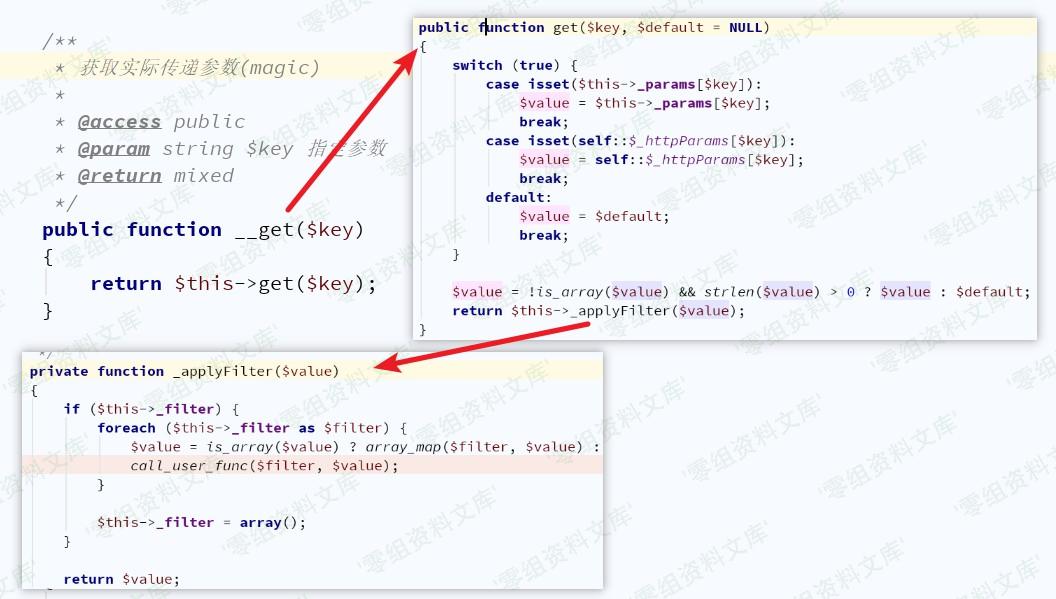 /**
* 获取实际传递参数(magic)
*
* @access public
* @param string $key 指定参数
* @return mixed
*/
public function __get($key)
{
return $this->get($key);
}
public function get($key, $default = NULL)
{
switch (true) {
case isset($this->_params[$key]):
$value = $this->_params[$key];
break;
case isset(self::$_httpParams[$key]):
$value = self::$_httpParams[$key];
break;
default:
$value = $default;
break;
}
$value = !is_array($value) && strlen($value) > 0 ? $value : $default;
return $this->_applyFilter($value);
}
*/
private function _applyFilter($value)
{
if ($this->_filter) {
foreach ($this->_filter as $filter) {
$value = is_array($value) ? array_map($filter, $value) :
call_user_func($filter, $value);
}
$this->_filter = array();
}
return $value;
'零组资料文库'